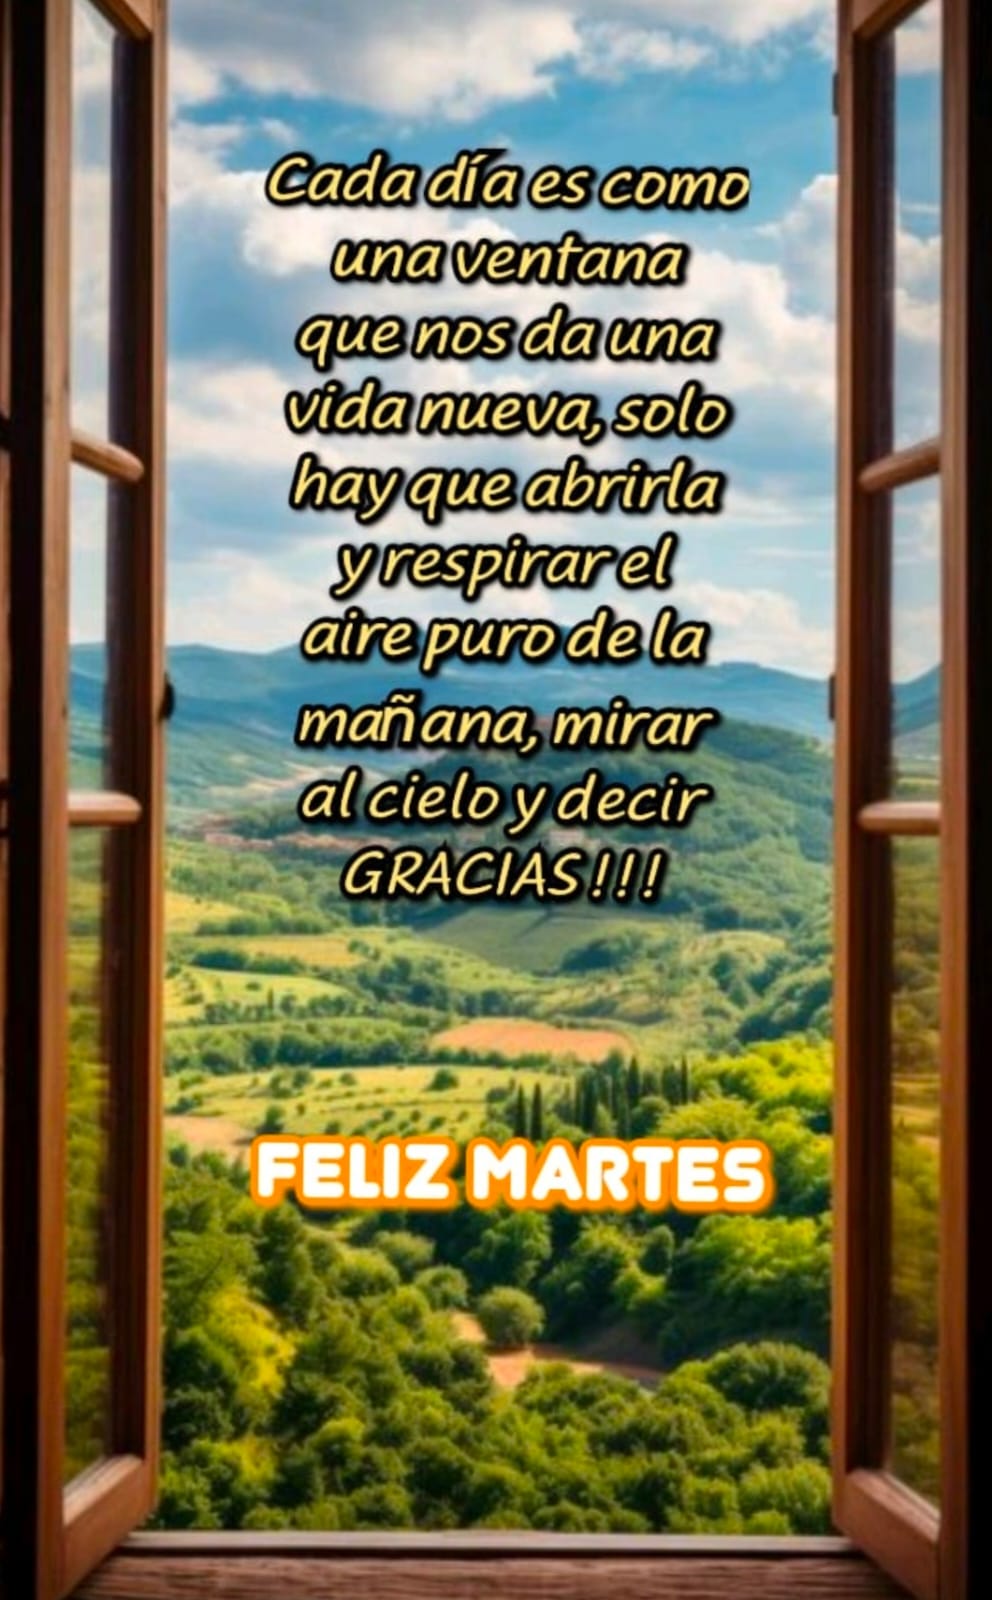 Cada día es como
una ventana
que nos da una
vida nueva, solo
hay que abrirla
y respirar el
aire puro de la
mañana, mirar
al cielo y decir
GRACIAS!!!
FELIZ MARTES